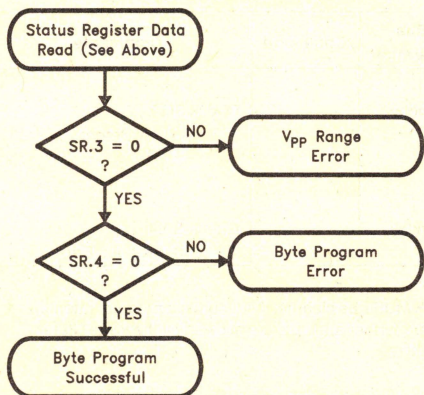 Status Register Data
Read (See Above)
SR.3 = 0
?
NO
VPP Range
Error
YES
SR.4 = 0
?
NO
Byte Program
Error
YES
Byte Program
Successful